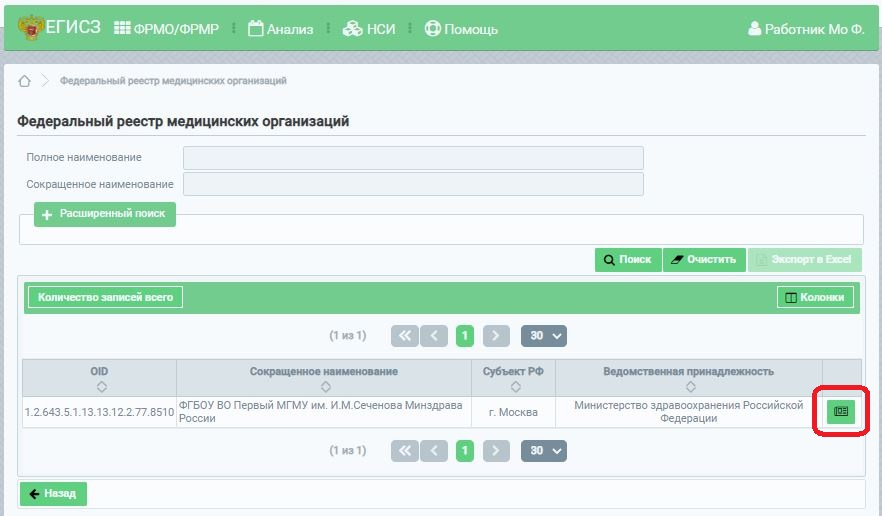 ЕГИСЗ ФРМО/ФРМР Анализ НСИ Помощь Работник Мо Ф.
Федеральный реестр медицинских организаций
Федеральный реестр медицинских организаций
Полное наименование
Сокращенное наименование
+ Расширенный поиск
Поиск Очистить Экспорт в Excel
Количество записей всего Колонки
(1 из 1) 1 30
OID Сокращенное наименование Субъект РФ Ведомственная принадлежность
1.2.643.5.1.13.13.12.2.77.8510 ФГБОУ ВО Первый МГМУ им. И.М.Сеченова Минздрава России г. Москва Министерство здравоохранения Российской Федерации
(1 из 1) 1 30
Назад